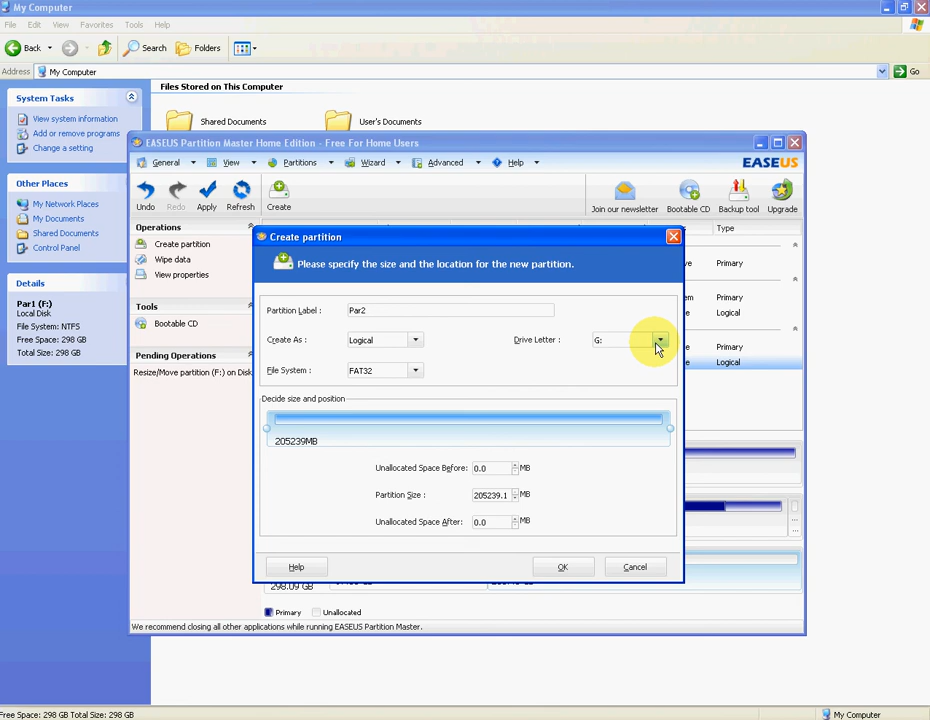 My Computer
File Edit View Favorites Tools Help
Back Search Folders
Address My Computer Go
System Tasks
View system information
Add or remove programs
Change a setting
Other Places
My Network Places
My Documents
Shared Documents
Control Panel
Details
Par1 (F:)
Local Disk
File System: NTFS
Free Space: 298 GB
Total Size: 298 GB
Files Stored on This Computer
Shared Documents User's Documents
EASEUS Partition Master Home Edition - Free For Home Users
General View Partitions Wizard Advanced Help EASEUS
Undo Redo Apply Refresh Create Join our newsletter Bootable CD Backup tool Upgrade
Operations
Create partition
Wipe data
View properties
Tools
Bootable CD
Pending Operations
Resize/Move partition (F:) on Disk
Type
Primary
Primary
Logical
Primary
Logical
Create partition
Please specify the size and the location for the new partition.
Partition Label : Par2
Create As : Logical Drive Letter : G:
File System : FAT32
Decide size and position
205239MB
Unallocated Space Before: 0.0 MB
Partition Size : 205239.1 MB
Unallocated Space After: 0.0 MB
Help OK Cancel
298.09 GB
Primary Unallocated
We recommend closing all other applications while running EASEUS Partition Master.
Free Space: 298 GB Total Size: 298 GB My Computer